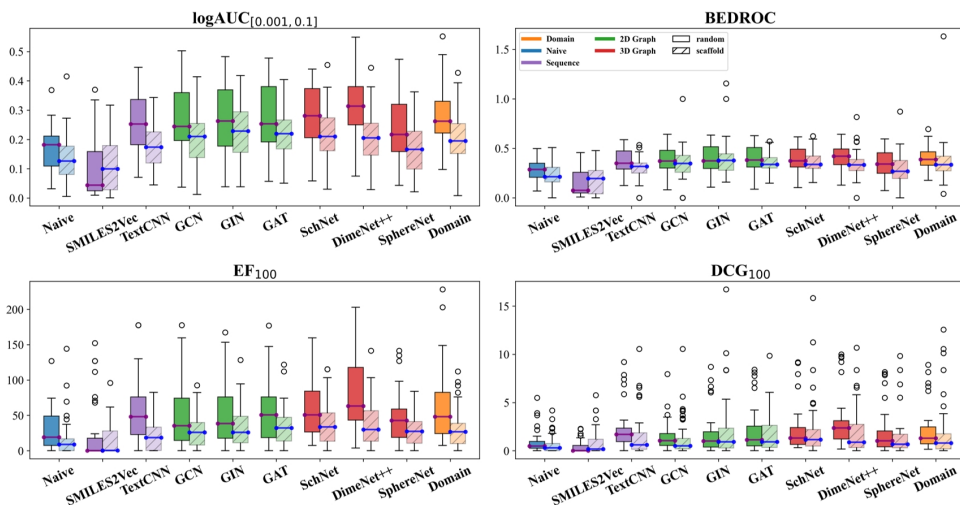 logAUC[0.001, 0.1]
0.5
0.4
0.3
0.2
0.1
0.0
Naive
SMILES2Vec
TextCNN
GCN
GIN
GAT
SchNet
DimeNet++
SphereNet
Domain
BEDROC
Domain
Naive
Sequence
2D Graph
3D Graph
random
scaffold
1.5
1.0
0.5
0.0
Naive
SMILES2Vec
TextCNN
GCN
GIN
GAT
SchNet
DimeNet++
SphereNet
Domain
EF100
200
150
100
50
0
Naive
SMILES2Vec
TextCNN
GCN
GIN
GAT
SchNet
DimeNet++
SphereNet
Domain
DCG100
15
10
5
0
Naive
SMILES2Vec
TextCNN
GCN
GIN
GAT
SchNet
DimeNet++
SphereNet
Domain